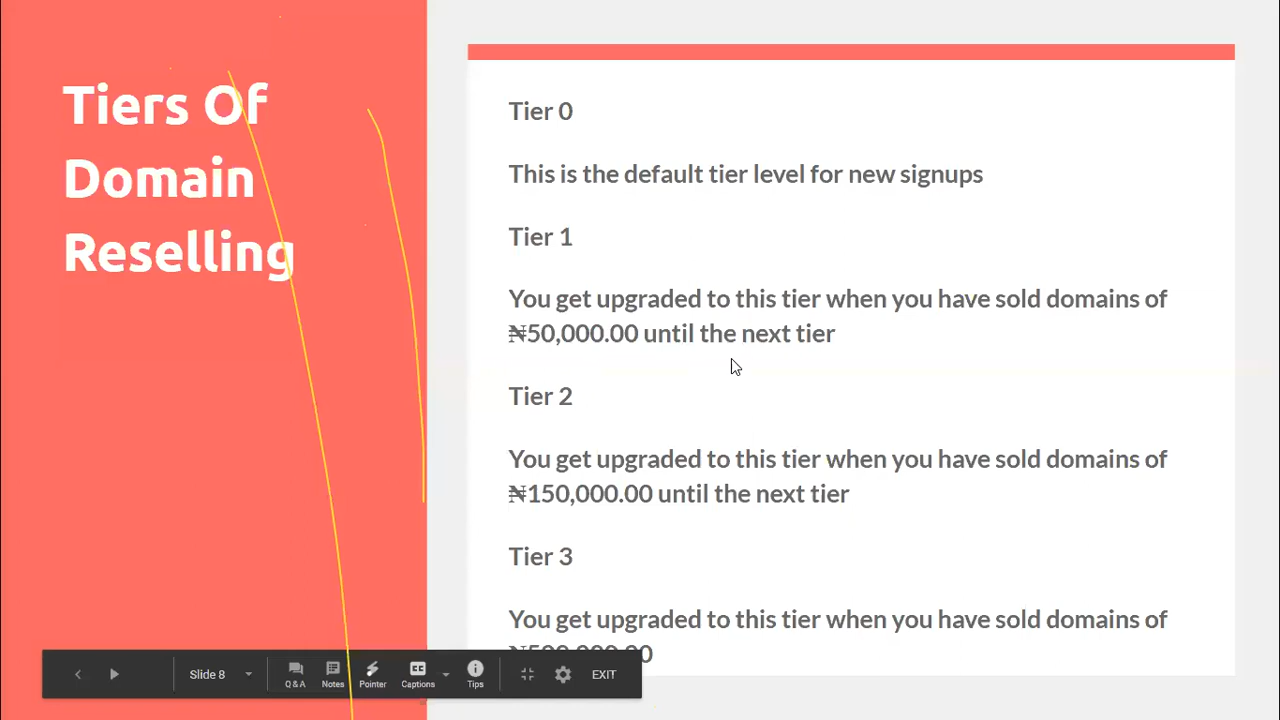 Tiers Of
Domain
Reselling
Tier 0
This is the default tier level for new signups
Tier 1
You get upgraded to this tier when you have sold domains of
₦50,000.00 until the next tier
Tier 2
You get upgraded to this tier when you have sold domains of
₦150,000.00 until the next tier
Tier 3
You get upgraded to this tier when you have sold domains of
Slide 8
Q & A
Notes
Pointer
Captions
Tips
EXIT